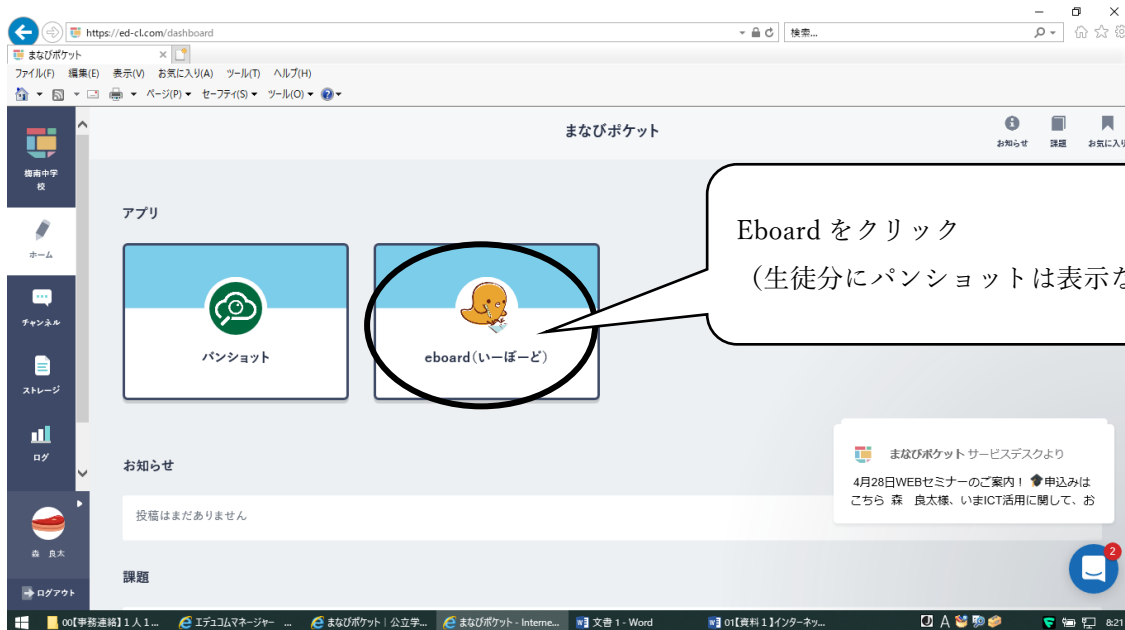 https://ed-cl.com/dashboard
検索...
まなびポケット
ファイル(F) 編集(E) 表示(V) お気に入り(A) ツール(T) ヘルプ(H)
ページ(P) セーフティ(S) ツール(O)
梅南中学
校
まなびポケット
お知らせ 課題 お気に入り
ホーム
チャンネル
ストレージ
ログ
森 良太
ログアウト
アプリ
パンショット
eboard(いーぼーど)
Eboard をクリック
（生徒分にパンショットは表示な
お知らせ
投稿はまだありません
課題
まなびポケット サービスデスクより
4月28日WEBセミナーのご案内！ 申込みは
こちら 森 良太様、いまICT活用に関して、お
2
00【事務連絡】1人1... エデュコムマネージャー ... まなびポケット｜公立学... まなびポケット - Interne... 文書 1 - Word 01【資料1】インターネッ... A 8:21